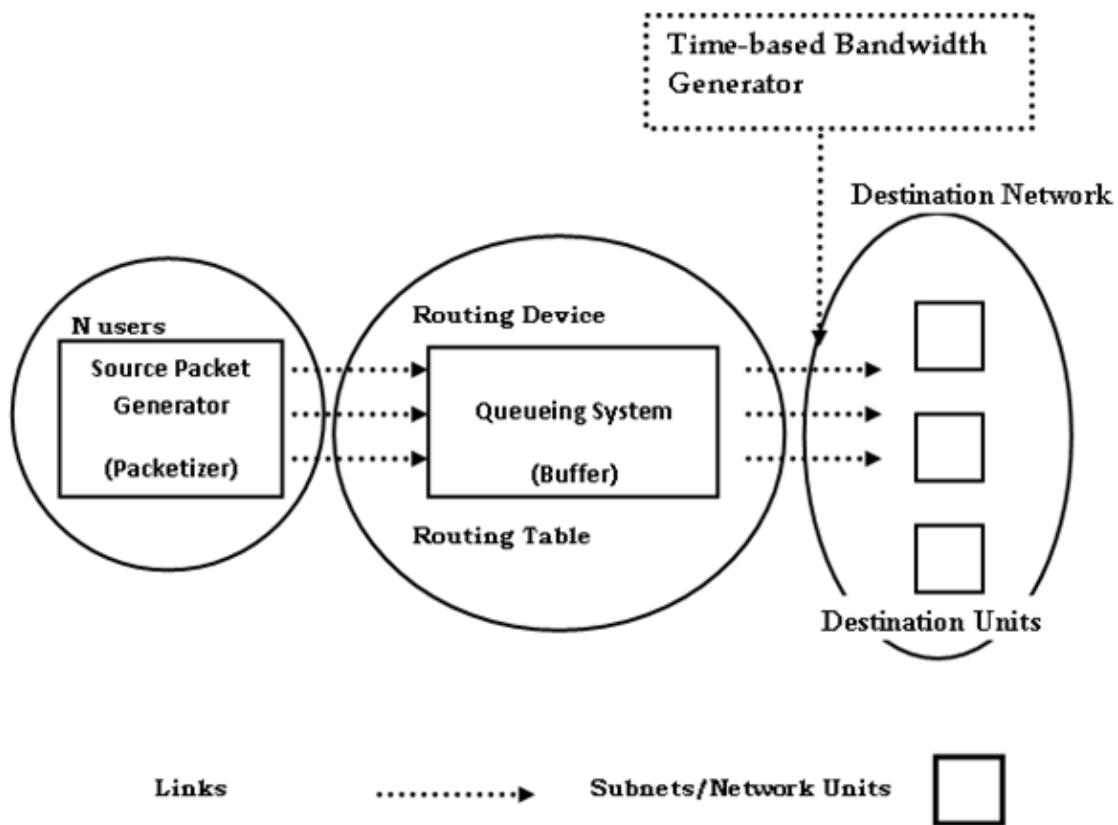 Time-based Bandwidth
Generator
Destination Network
N users
Source Packet
Generator
(Packetizer)
Routing Device
Queueing System
(Buffer)
Routing Table
Destination Units
Links
Subnets/Network Units